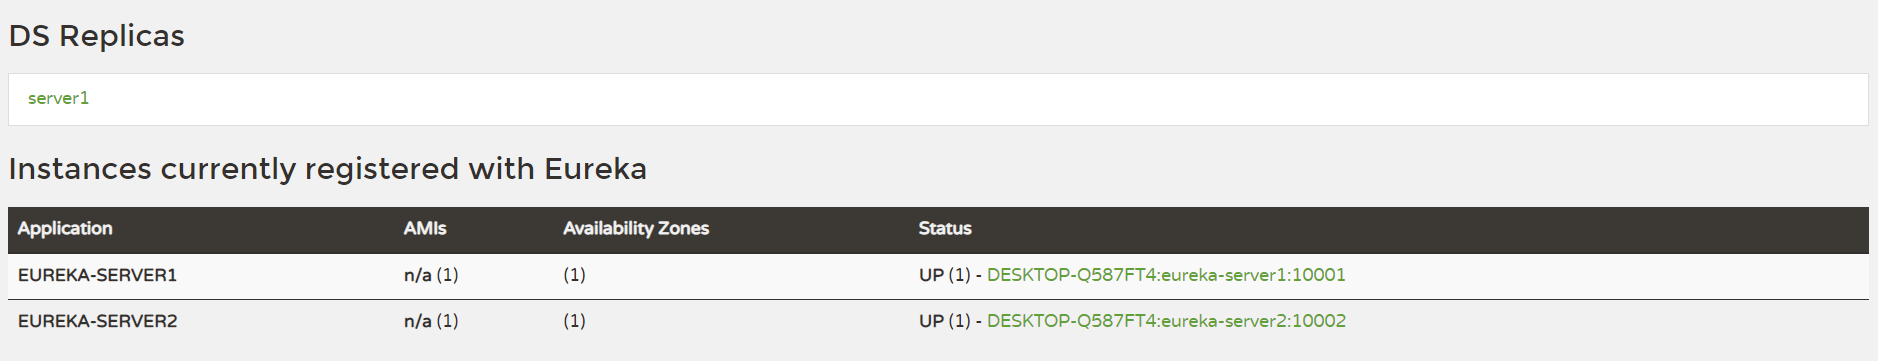 DS Replicas
server1
Instances currently registered with Eureka
Application AMIs Availability Zones Status
EUREKA-SERVER1 n/a (1) (1) UP (1) - DESKTOP-Q587FT4:eureka-server1:10001
EUREKA-SERVER2 n/a (1) (1) UP (1) - DESKTOP-Q587FT4:eureka-server2:10002